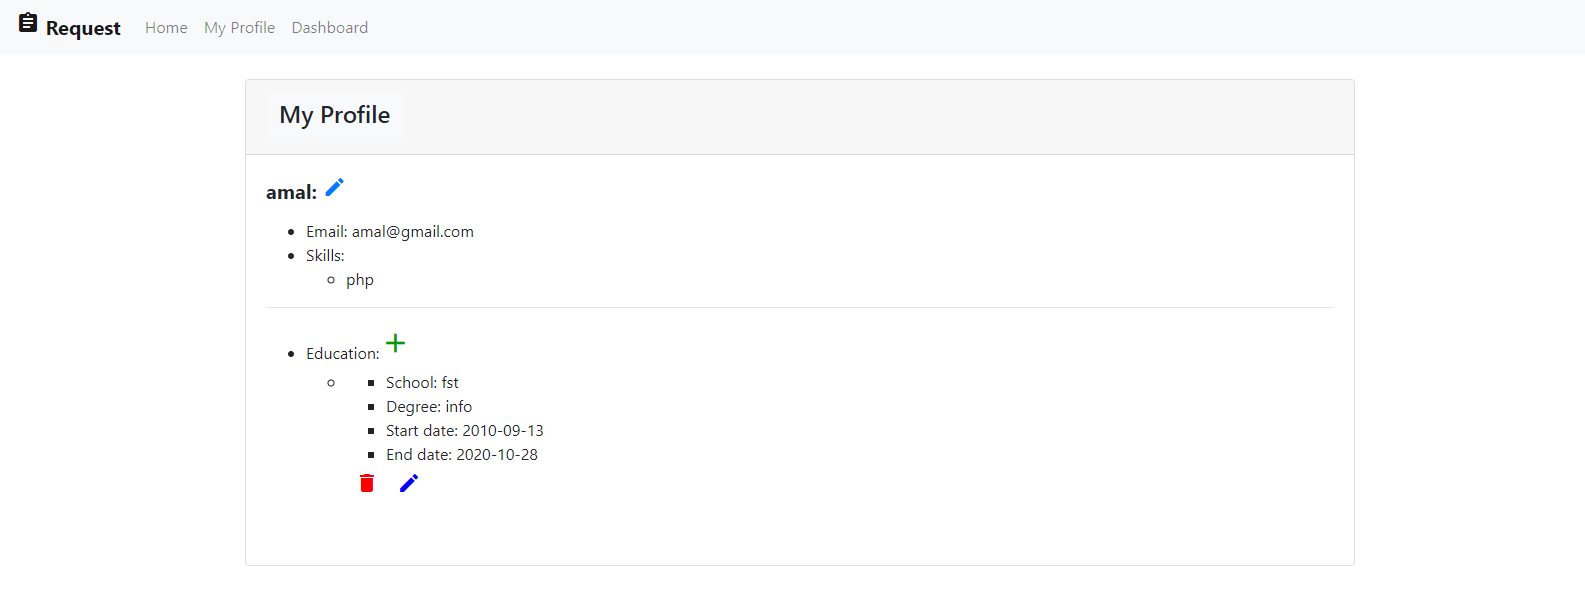 Request Home My Profile Dashboard
My Profile
amal:
Email: amal@gmail.com
Skills:
php
Education:
School: fst
Degree: info
Start date: 2010-09-13
End date: 2020-10-28